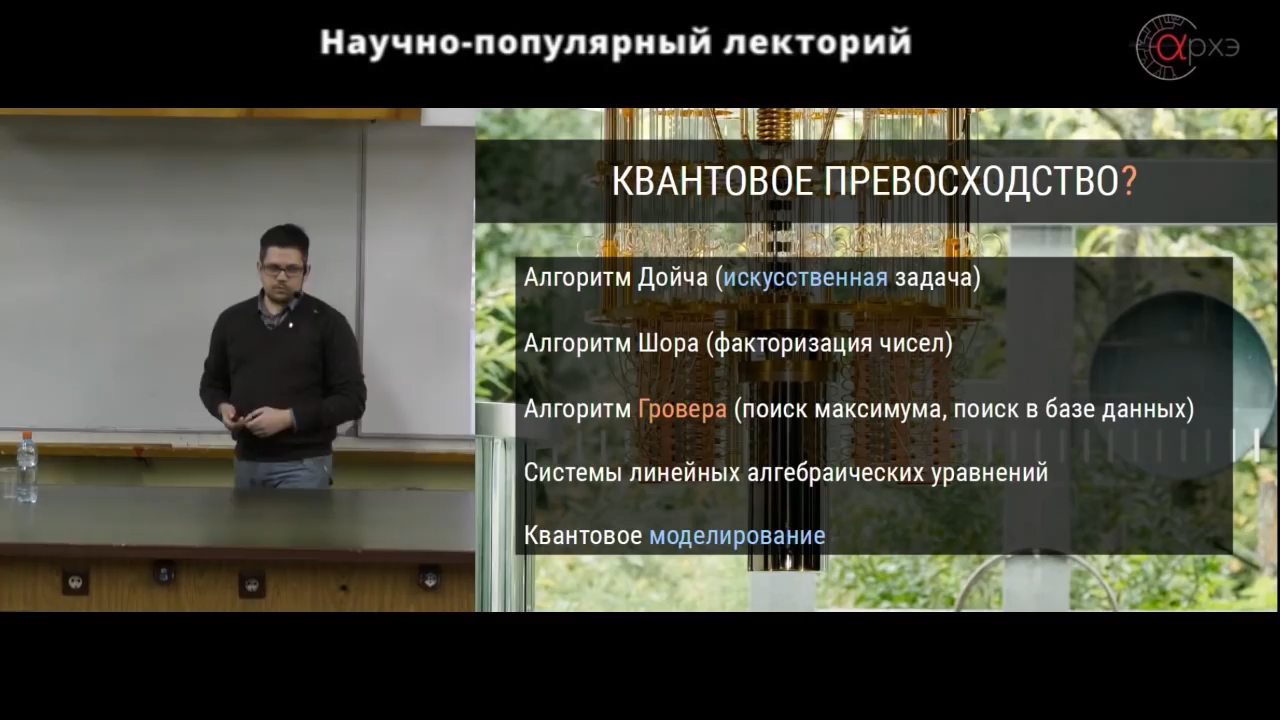 Научно-популярный лекторий
αрхэ
КВАНТОВОЕ ПРЕВОСХОДСТВО?
Алгоритм Дойча (искусственная задача)
Алгоритм Шора (факторизация чисел)
Алгоритм Гровера (поиск максимума, поиск в базе данных)
Системы линейных алгебраических уравнений
Квантовое моделирование